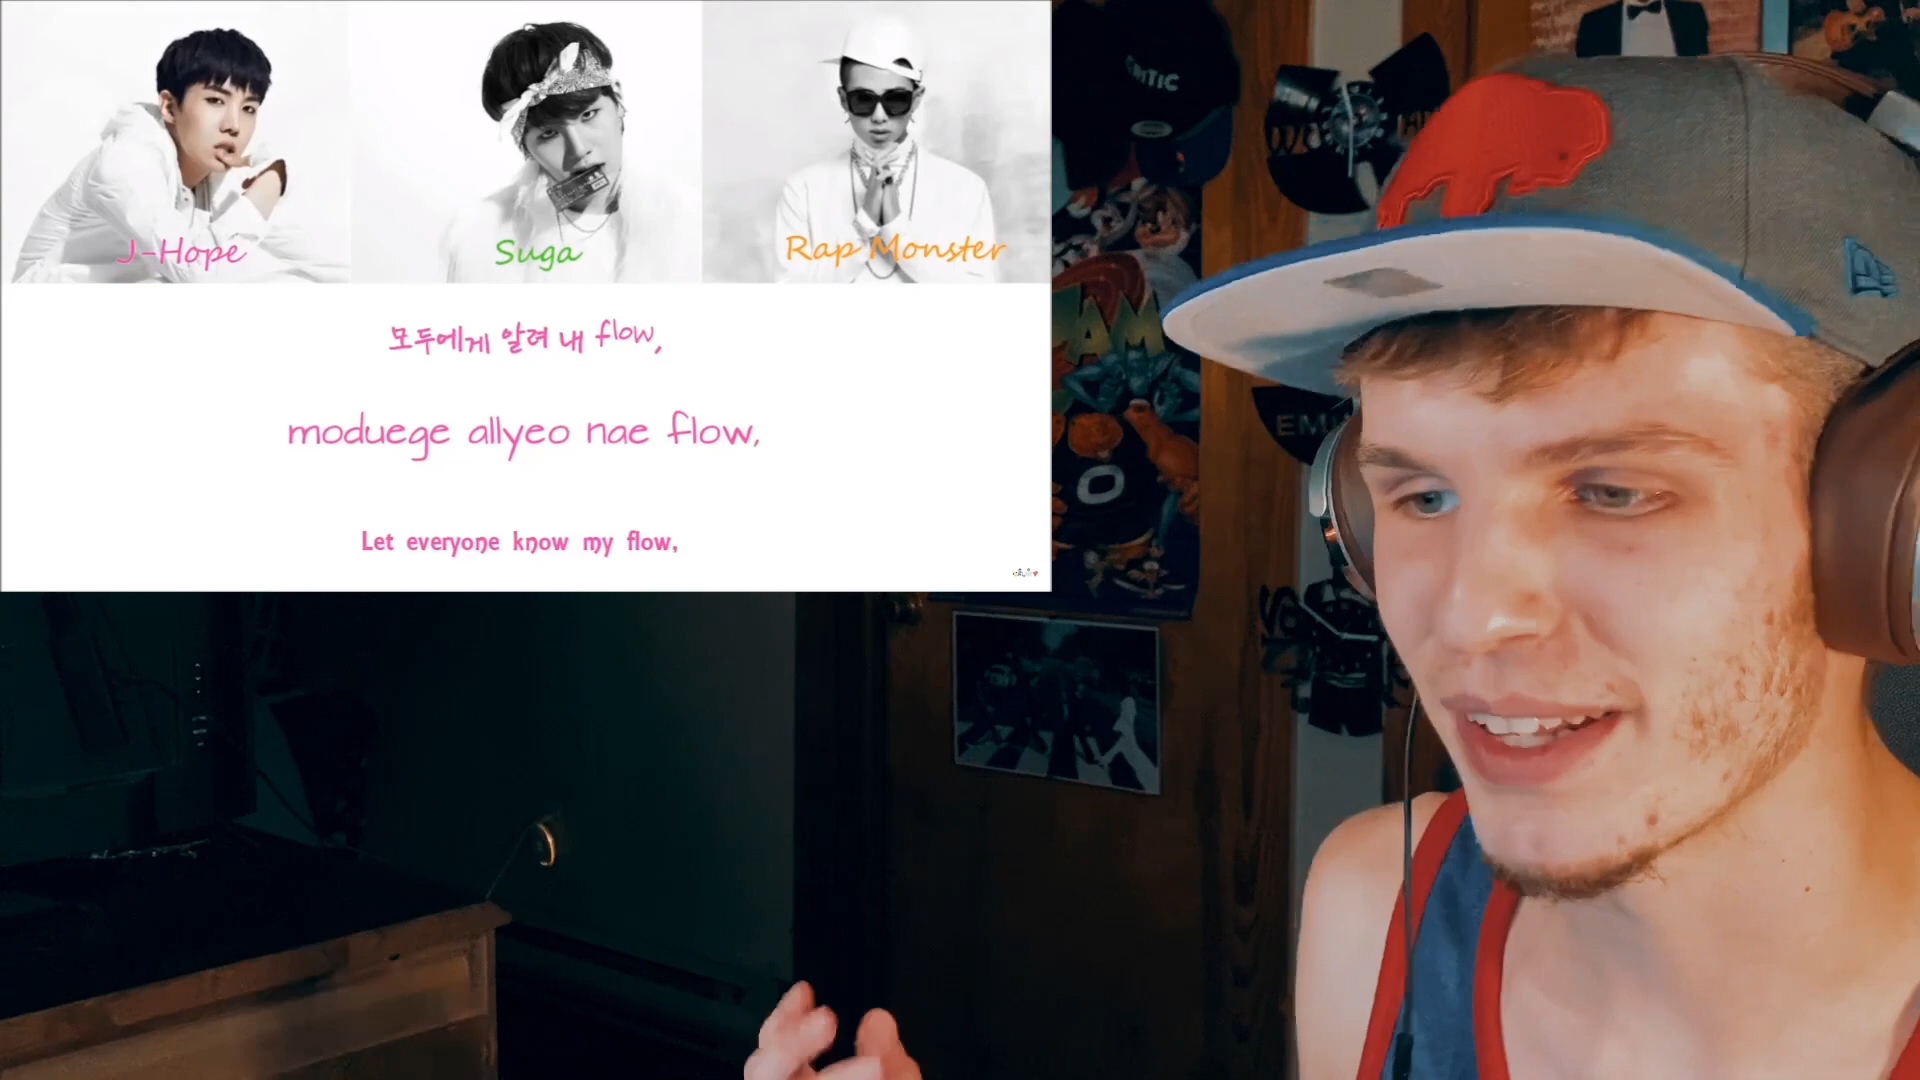 J-Hope
Suga
Rap Monster
모두에게 알려 내 flow,
moduege allyeo nae flow,
Let everyone know my flow,